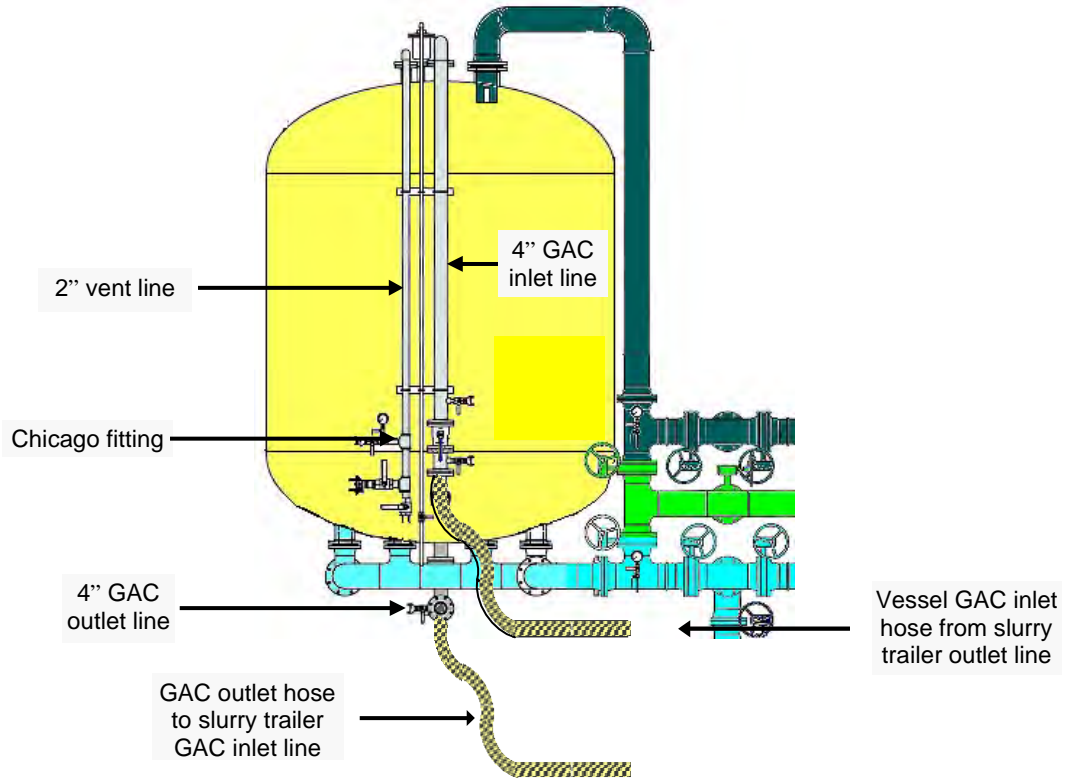 4” GAC
inlet line
2” vent line
Chicago fitting
4” GAC
outlet line
Vessel GAC inlet
hose from slurry
trailer outlet line
GAC outlet hose
to slurry trailer
GAC inlet line